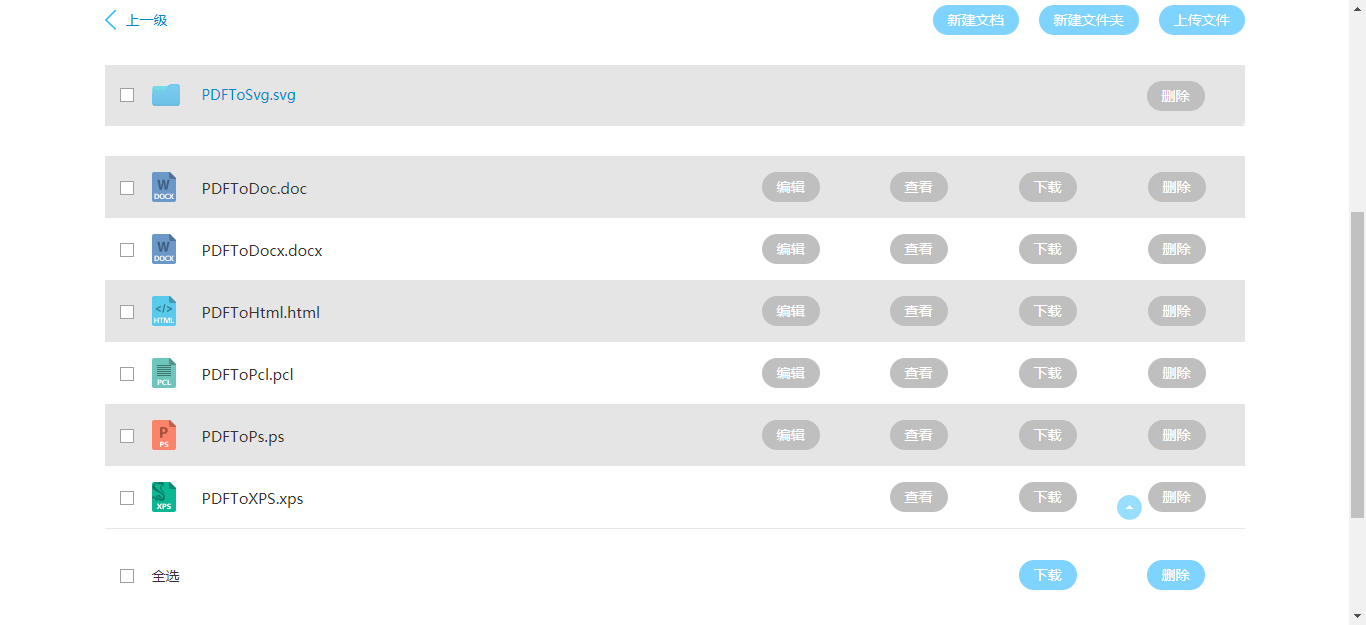 上一级 新建文档 新建文件夹 上传文件
PDFToSvg.svg 删除
W DOCX PDFToDoc.doc 编辑 查看 下载 删除
W DOCX PDFToDocx.docx 编辑 查看 下载 删除
</> HTML PDFToHtml.html 编辑 查看 下载 删除
PCL PDFToPcl.pcl 编辑 查看 下载 删除
P PS PDFToPs.ps 编辑 查看 下载 删除
XPS PDFToXPS.xps 查看 下载 删除
全选 下载 删除